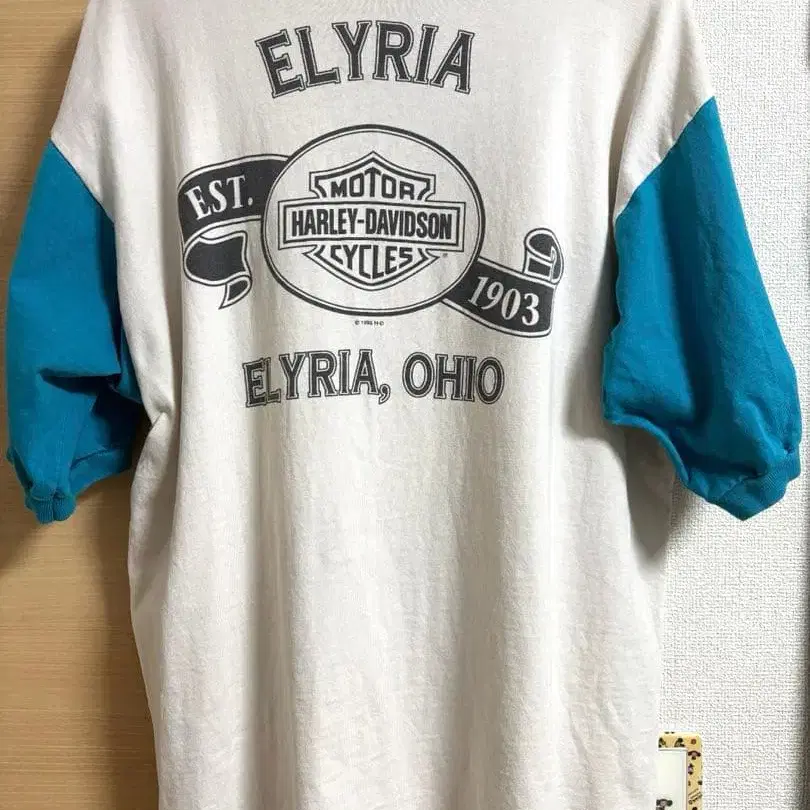 ELYRIA
EST.
MOTOR
HARLEY-DAVIDSON
CYCLES
1903
ELYRIA, OHIO